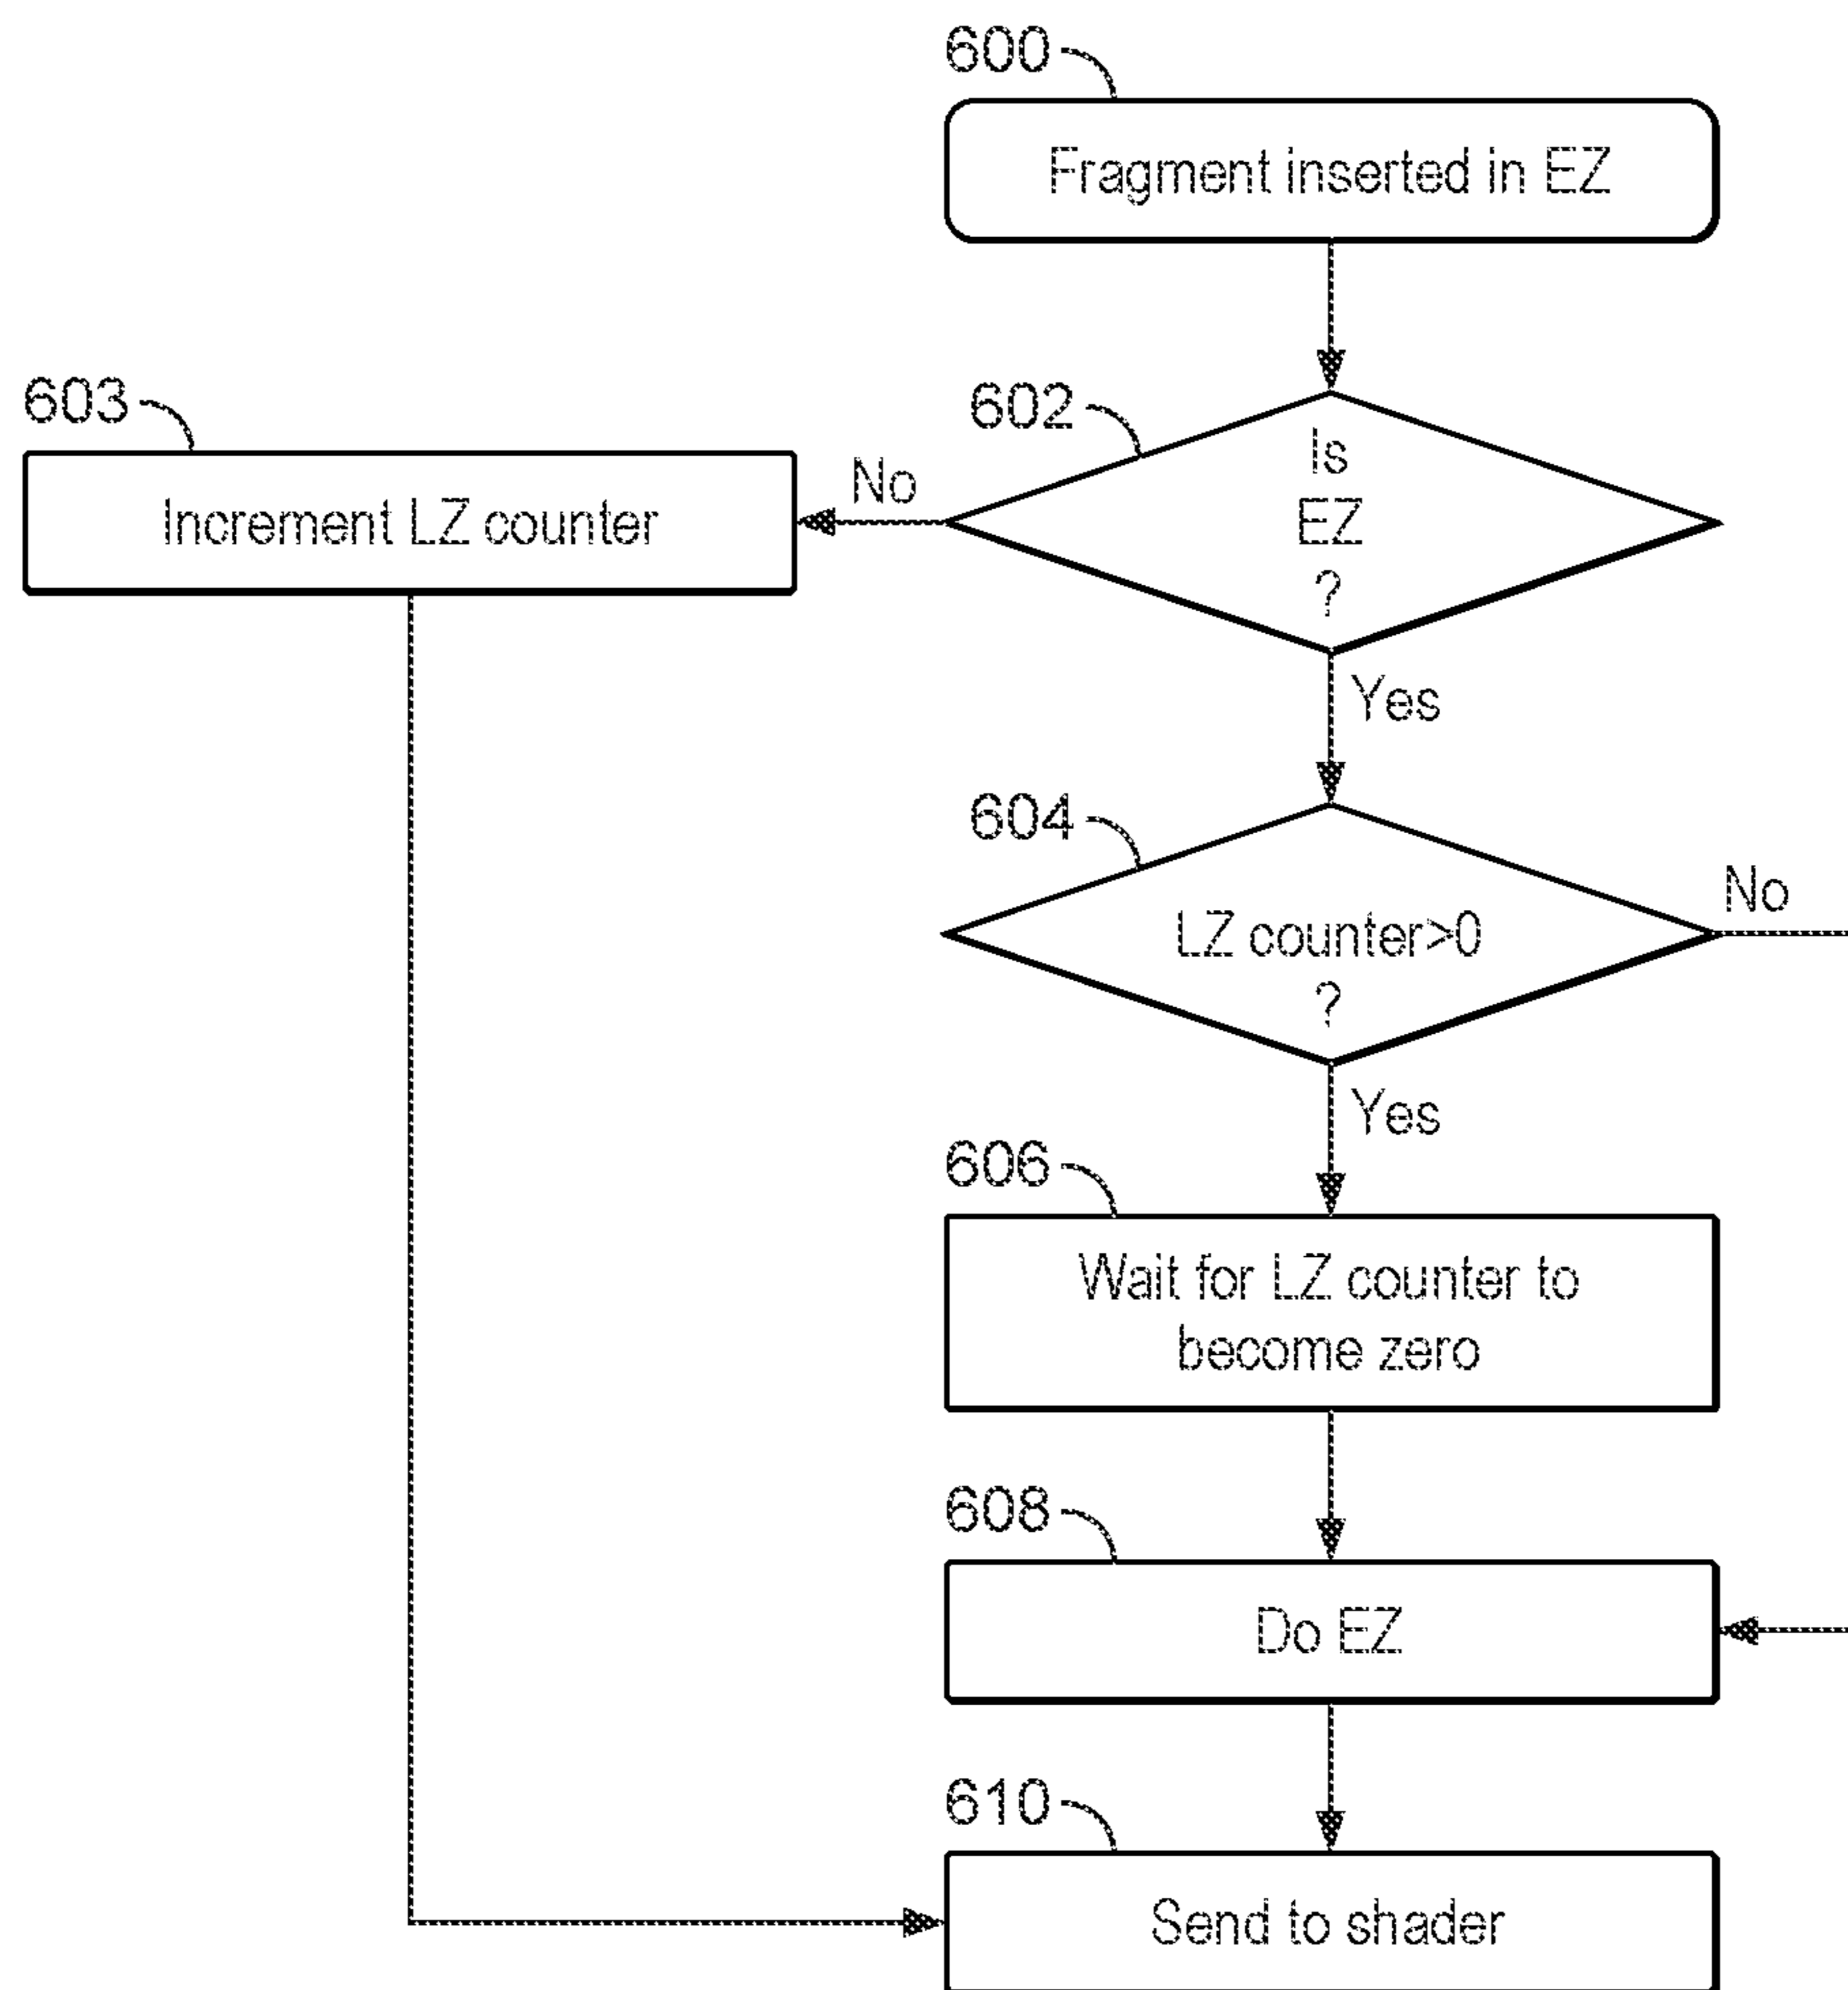 600
Fragment inserted in EZ
602
Is
EZ
?
No
603
Increment LZ counter
Yes
604
LZ counter>0
?
No
Yes
606
Wait for LZ counter to
become zero
608
Do EZ
610
Send to shader